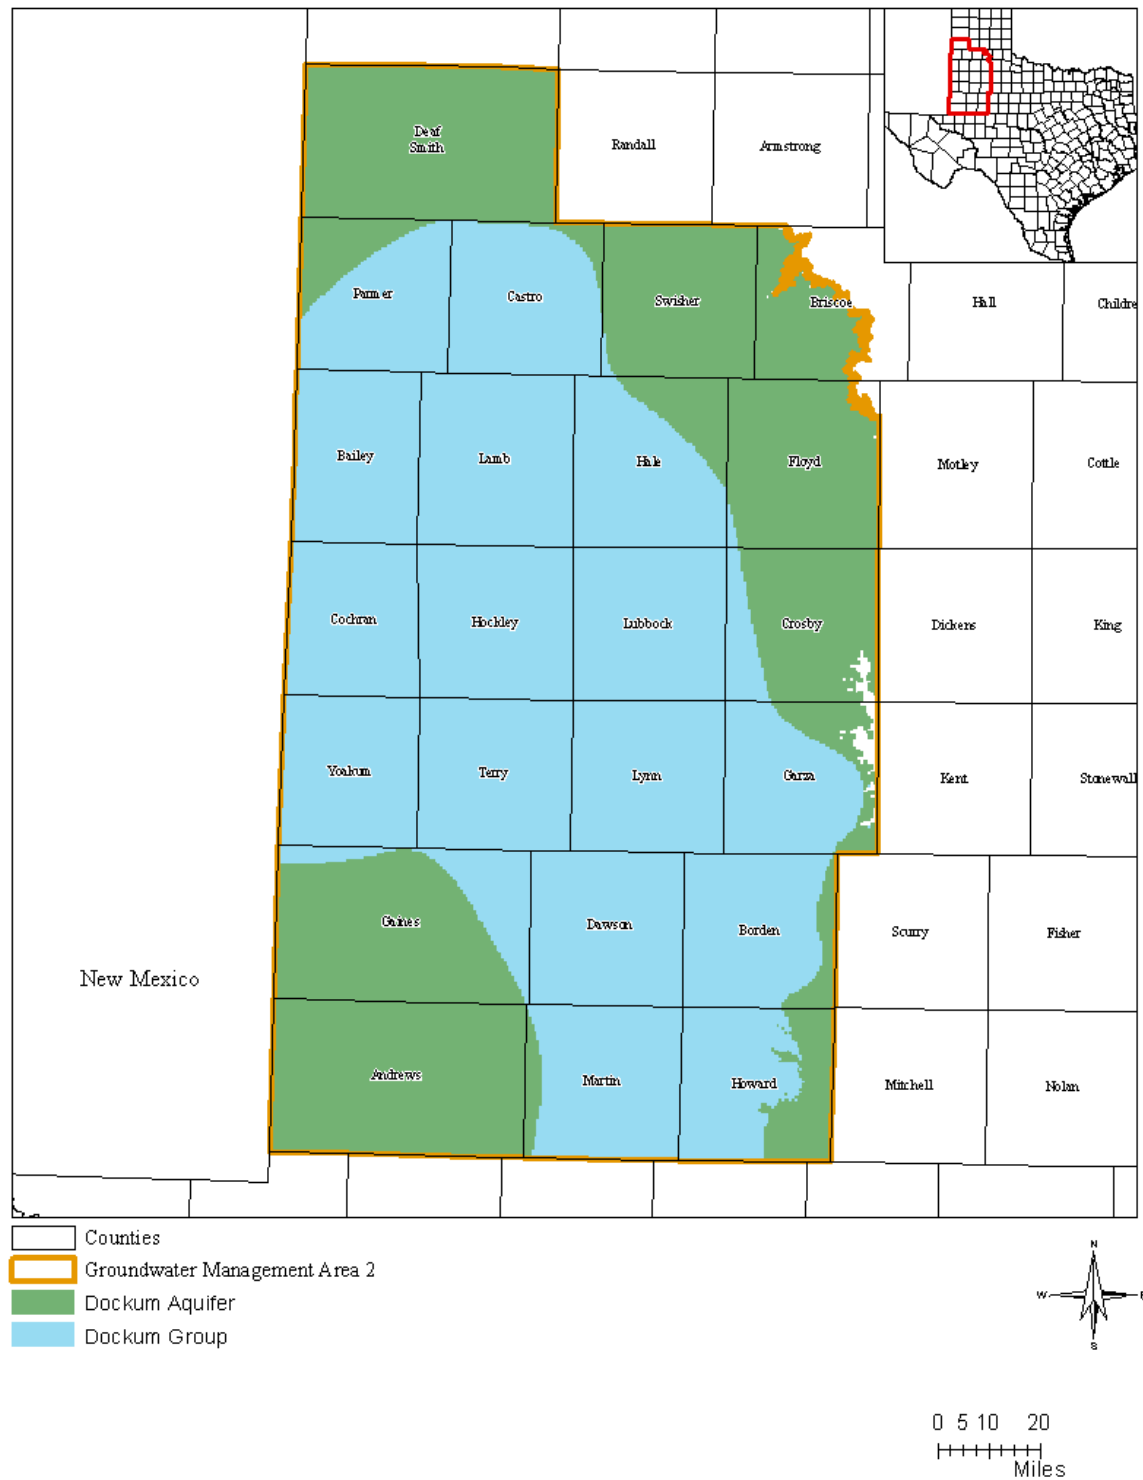 Deaf
Smith
Randall
Armstrong
Parmer
Castro
Swisher
Briscoe
Hall
Childre
Bailey
Lamb
Hale
Floyd
Motley
Cottle
Cochran
Hockley
Lubbock
Crosby
Dickens
King
Yoakum
Terry
Lynn
Garza
Kent
Stonewall
Gaines
Dawson
Borden
Scurry
Fisher
New Mexico
Andrews
Martin
Howard
Mitchell
Nolan
Counties
Groundwater Management Area 2
Dockum Aquifer
Dockum Group
N
W
E
S
0 5 10 20
Miles